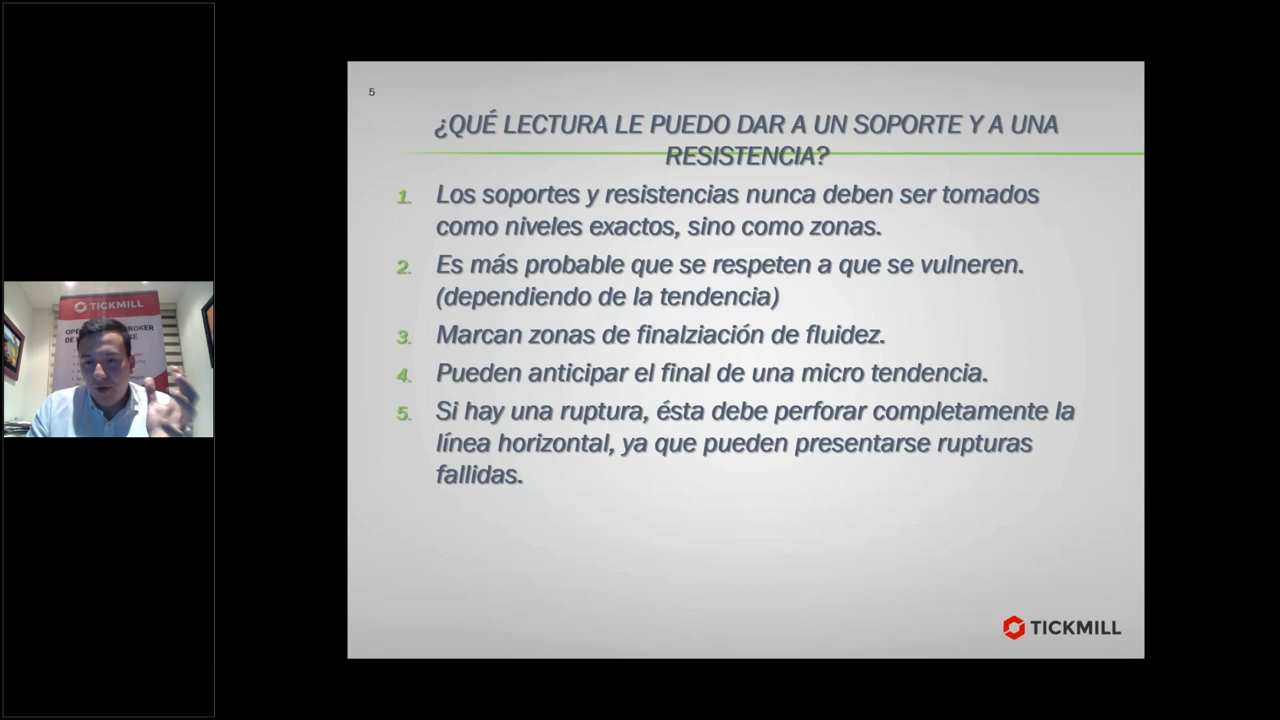 5
¿QUÉ LECTURA LE PUEDO DAR A UN SOPORTE Y A UNA
RESISTENCIA?
1. Los soportes y resistencias nunca deben ser tomados
como niveles exactos, sino como zonas.
2. Es más probable que se respeten a que se vulneren.
(dependiendo de la tendencia)
3. Marcan zonas de finalziación de fluidez.
4. Pueden anticipar el final de una micro tendencia.
5. Si hay una ruptura, ésta debe perforar completamente la
línea horizontal, ya que pueden presentarse rupturas
fallidas.
TICKMILL
TICKMILL